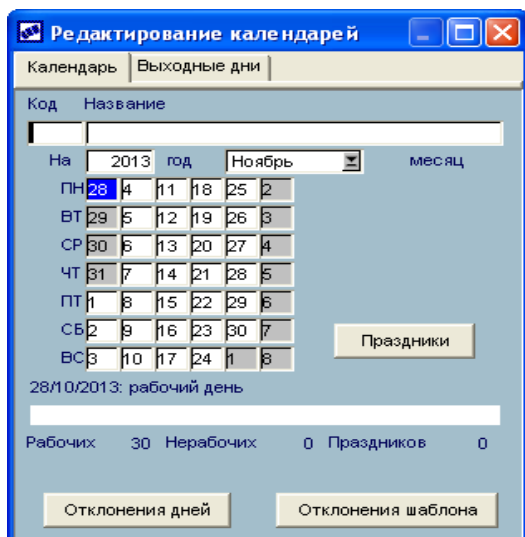 Редактирование календарей
Календарь Выходные дни
Код Название
На 2013 год Ноябрь месяц
ПН 28 4 11 18 25 2
ВТ 29 5 12 19 26 3
СР 30 6 13 20 27 4
ЧТ 31 7 14 21 28 5
ПТ 1 8 15 22 29 6
СБ 2 9 16 23 30 7
Праздники
ВС 3 10 17 24 1 8
28/10/2013: рабочий день
Рабочих 30 Нерабочих 0 Праздников 0
Отклонения дней Отклонения шаблона